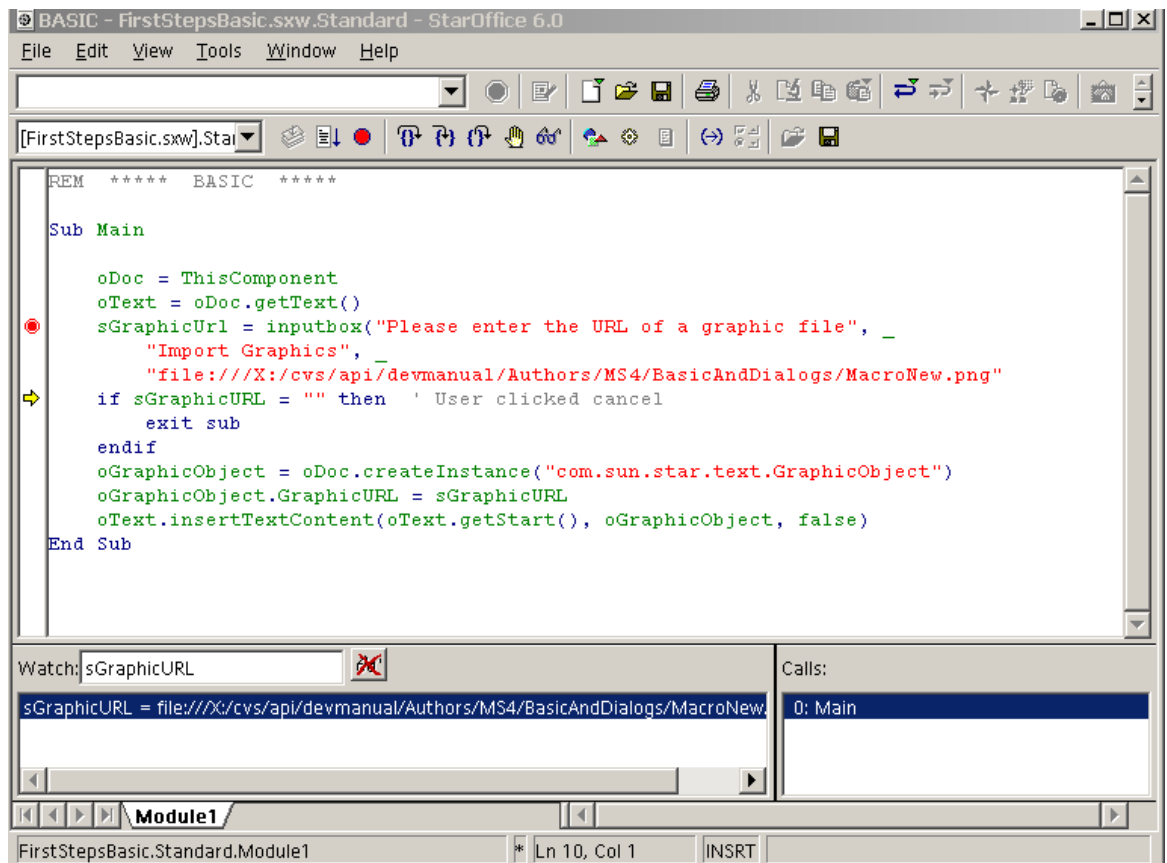 BASIC - FirstStepsBasic.sxw.Standard - StarOffice 6.0
File Edit View Tools Window Help
[FirstStepsBasic.sxw].Star
REM ***** BASIC *****
Sub Main
oDoc = ThisComponent
oText = oDoc.getText()
sGraphicUrl = inputbox("Please enter the URL of a graphic file", _
"Import Graphics", _
"file:///X:/cvs/api/devmanual/Authors/MS4/BasicAndDialogs/MacroNew.png"
if sGraphicURL = "" then ' User clicked cancel
exit sub
endif
oGraphicObject = oDoc.createInstance("com.sun.star.text.GraphicObject")
oGraphicObject.GraphicURL = sGraphicURL
oText.insertTextContent(oText.getStart(), oGraphicObject, false)
End Sub
Watch: sGraphicURL
Calls:
sGraphicURL = file:///X:/cvs/api/devmanual/Authors/MS4/BasicAndDialogs/MacroNew.
0: Main
Module1
FirstStepsBasic.Standard.Module1 * Ln 10, Col 1 INSRT